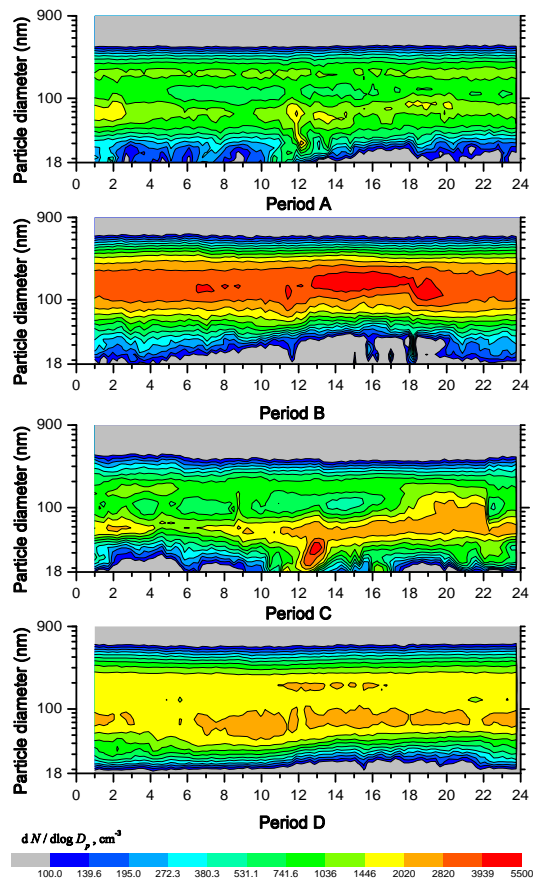 900
100
18
Particle diameter (nm)
0 2 4 6 8 10 12 14 16 18 20 22 24
Period A
900
100
18
Particle diameter (nm)
0 2 4 6 8 10 12 14 16 18 20 22 24
Period B
900
100
18
Particle diameter (nm)
0 2 4 6 8 10 12 14 16 18 20 22 24
Period C
900
100
18
Particle diameter (nm)
0 2 4 6 8 10 12 14 16 18 20 22 24
Period D
d N / dlog Dp , cm-3
100.0 139.6 195.0 272.3 380.3 531.1 741.6 1036 1446 2020 2820 3939 5500